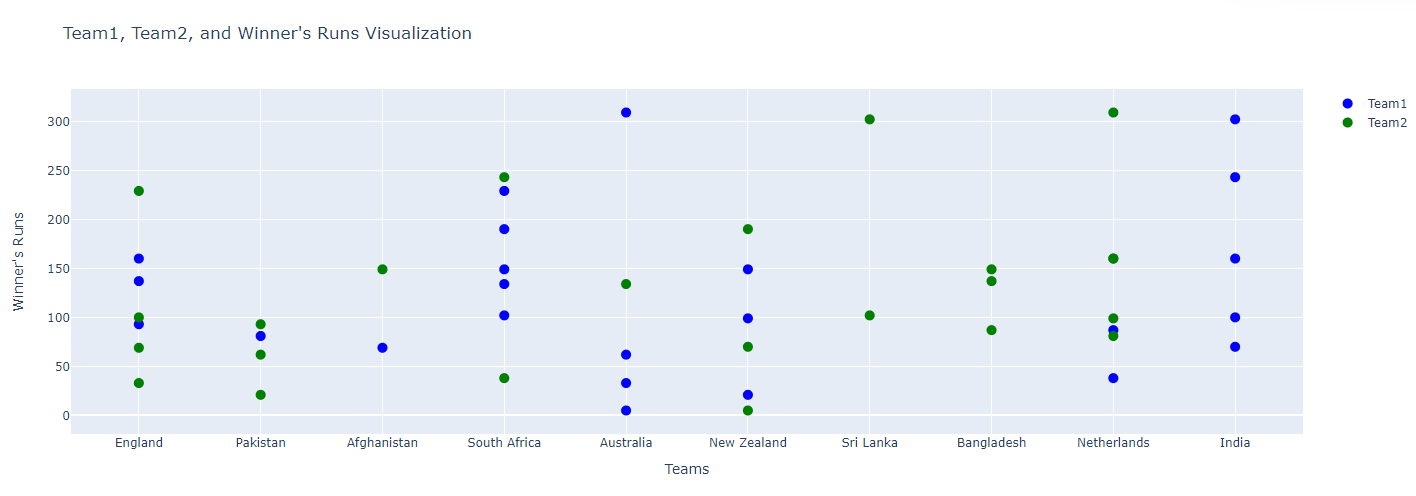 Team1, Team2, and Winner's Runs Visualization
Team1
Team2
Winner's Runs
300
250
200
150
100
50
0
England
Pakistan
Afghanistan
South Africa
Australia
New Zealand
Sri Lanka
Bangladesh
Netherlands
India
Teams